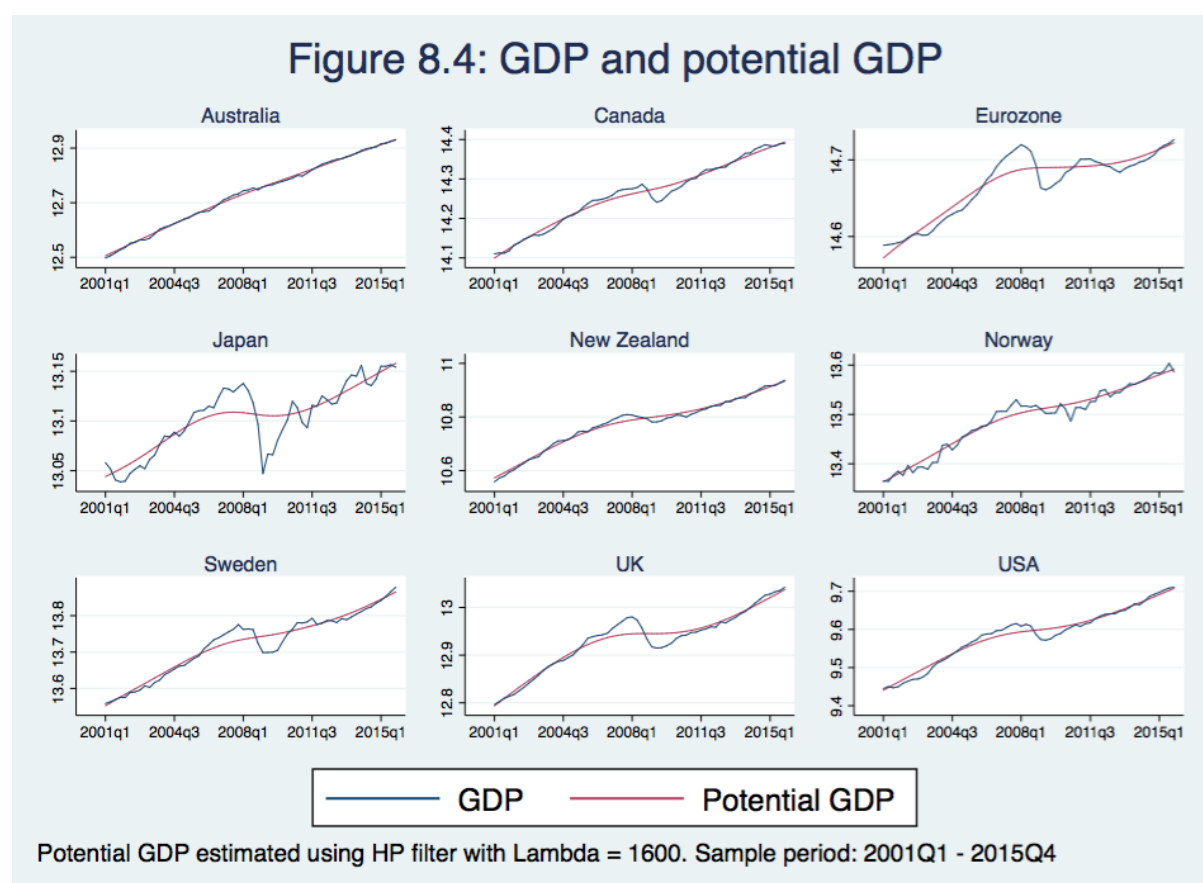 Figure 8.4: GDP and potential GDP
Australia
12.9
12.7
12.5
2001q1 2004q3 2008q1 2011q3 2015q1
Canada
14.4
14.3
14.2
14.1
2001q1 2004q3 2008q1 2011q3 2015q1
Eurozone
14.7
14.6
2001q1 2004q3 2008q1 2011q3 2015q1
Japan
13.15
13.1
13.05
2001q1 2004q3 2008q1 2011q3 2015q1
New Zealand
11
10.8
10.6
2001q1 2004q3 2008q1 2011q3 2015q1
Norway
13.6
13.5
13.4
2001q1 2004q3 2008q1 2011q3 2015q1
Sweden
13.8
13.7
13.6
2001q1 2004q3 2008q1 2011q3 2015q1
UK
13
12.9
12.8
2001q1 2004q3 2008q1 2011q3 2015q1
USA
9.7
9.6
9.5
9.4
2001q1 2004q3 2008q1 2011q3 2015q1
GDP Potential GDP
Potential GDP estimated using HP filter with Lambda = 1600. Sample period: 2001Q1 - 2015Q4